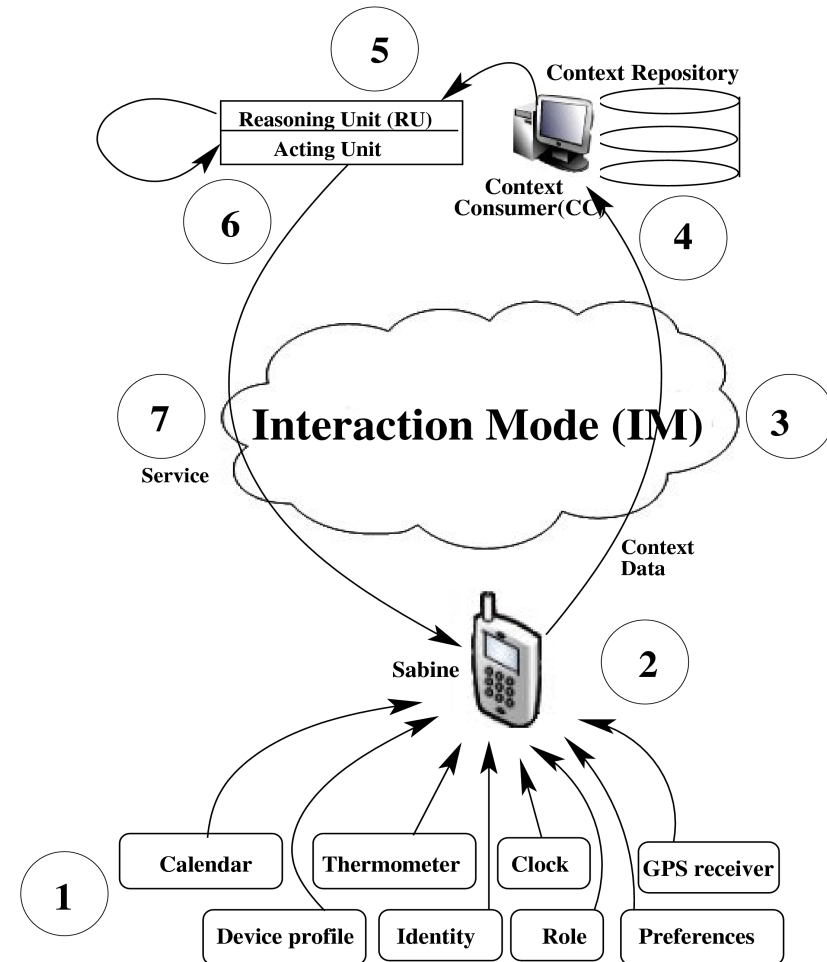 5
Context Repository
Reasoning Unit (RU)
Acting Unit
Context
Consumer(CC)
6
4
7
Interaction Mode (IM)
3
Service
Context
Data
Sabine
2
Calendar
Thermometer
Clock
GPS receiver
1
Device profile
Identity
Role
Preferences